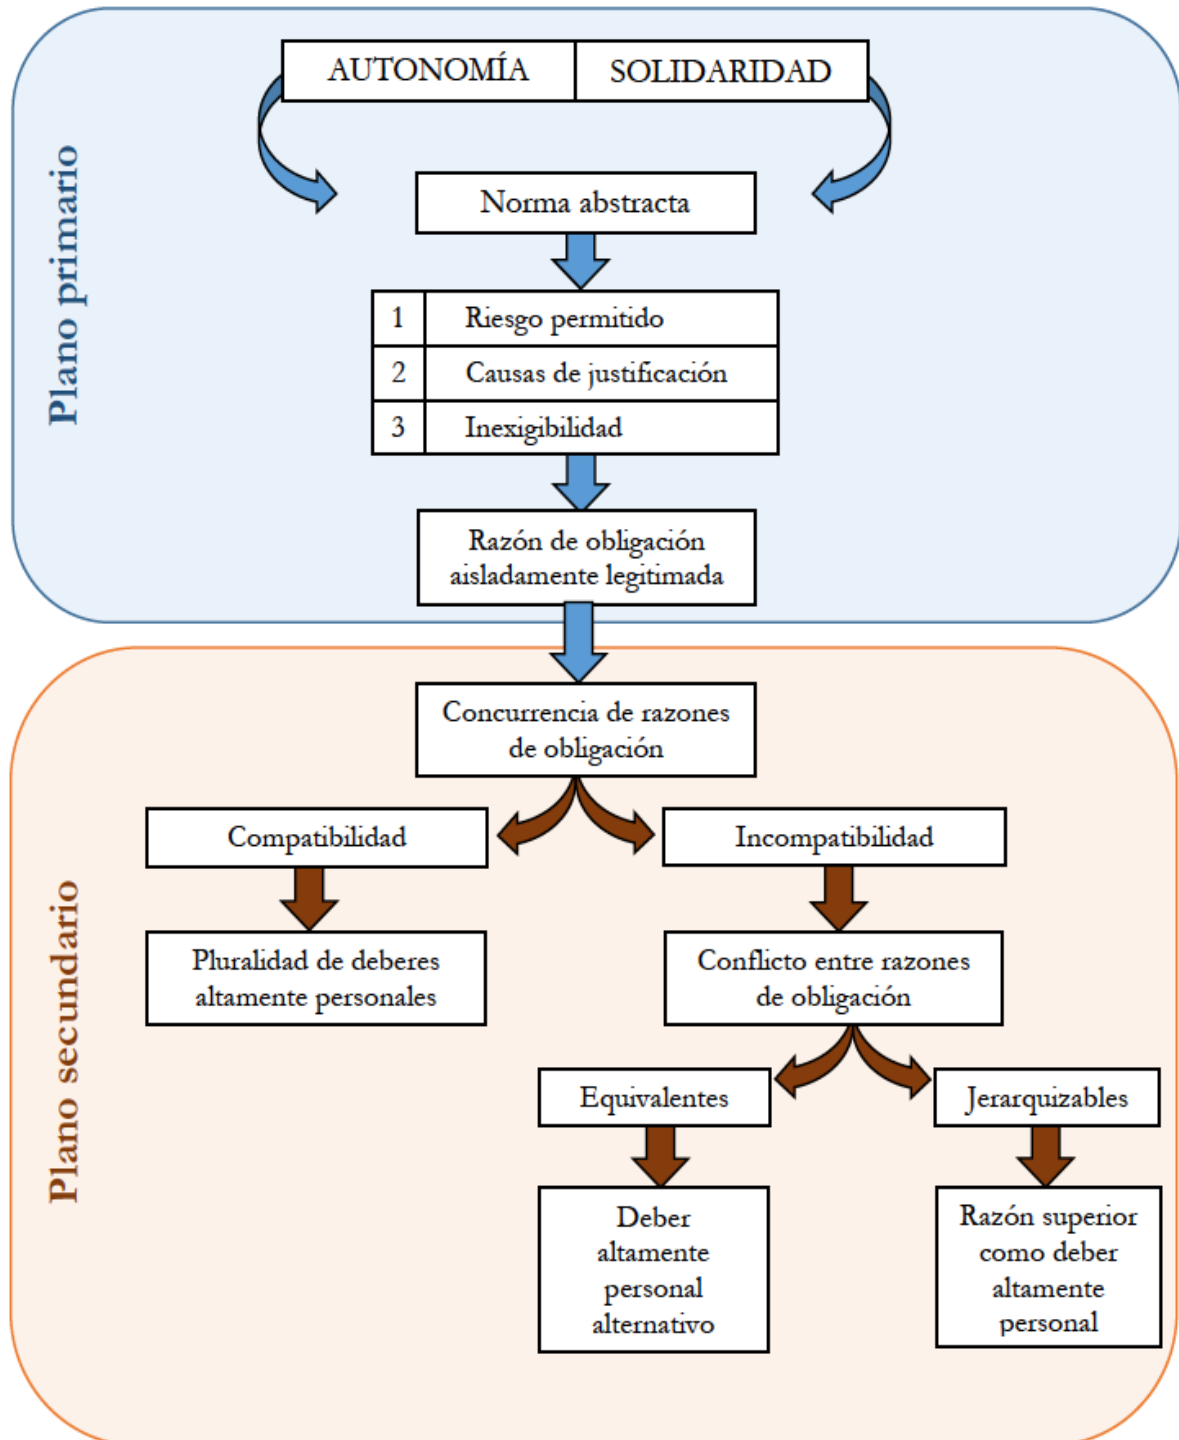 AUTONOMÍA
SOLIDARIDAD
Plano primario
Norma abstracta
1 Riesgo permitido
2 Causas de justificación
3 Inexigibilidad
Razón de obligación
aisladamente legitimada
Plano secundario
Concurrencia de razones
de obligación
Compatibilidad
Incompatibilidad
Pluralidad de deberes
altamente personales
Conflicto entre razones
de obligación
Equivalentes
Jerarquizables
Deber
altamente
personal
alternativo
Razón superior
como deber
altamente
personal